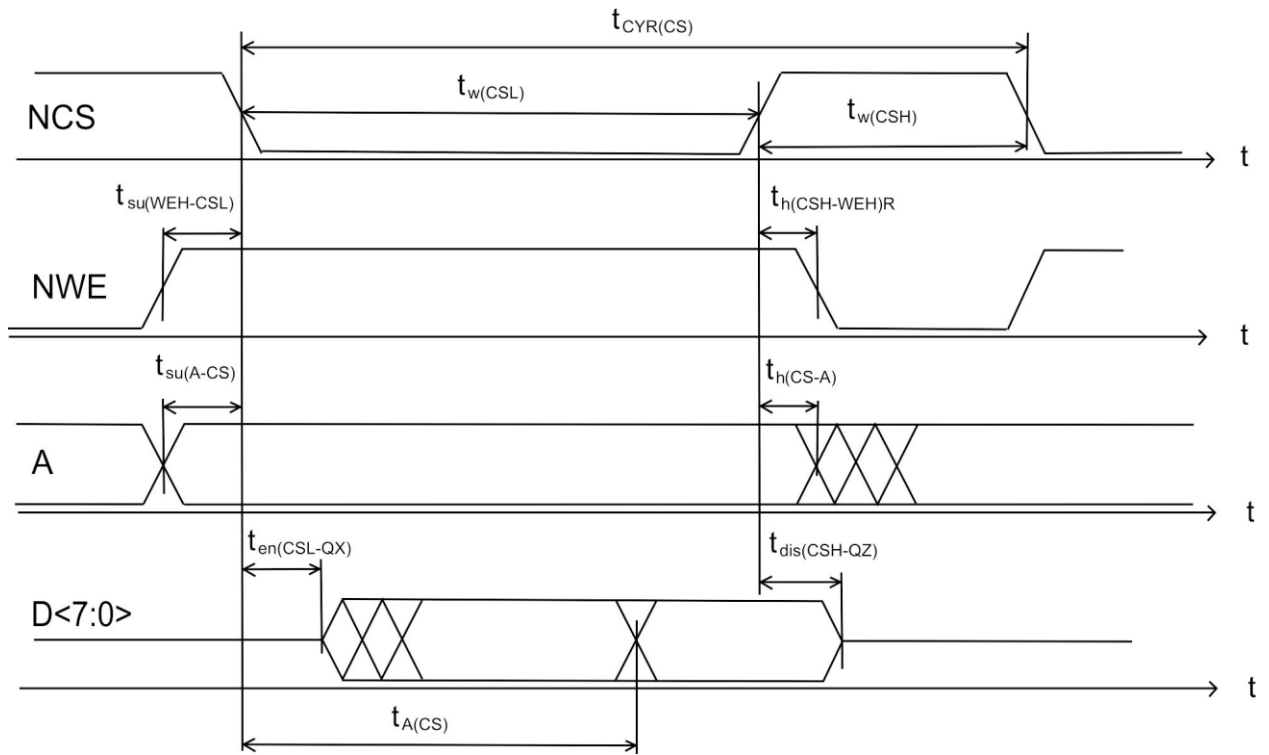 tCYR(CS)
tw(CSL)
NCS
tw(CSH)
t
tsu(WEH-CSL)
th(CSH-WEH)R
NWE
t
tsu(A-CS)
th(CS-A)
A
t
ten(CSL-QX)
tdis(CSH-QZ)
D<7:0>
t
tA(CS)